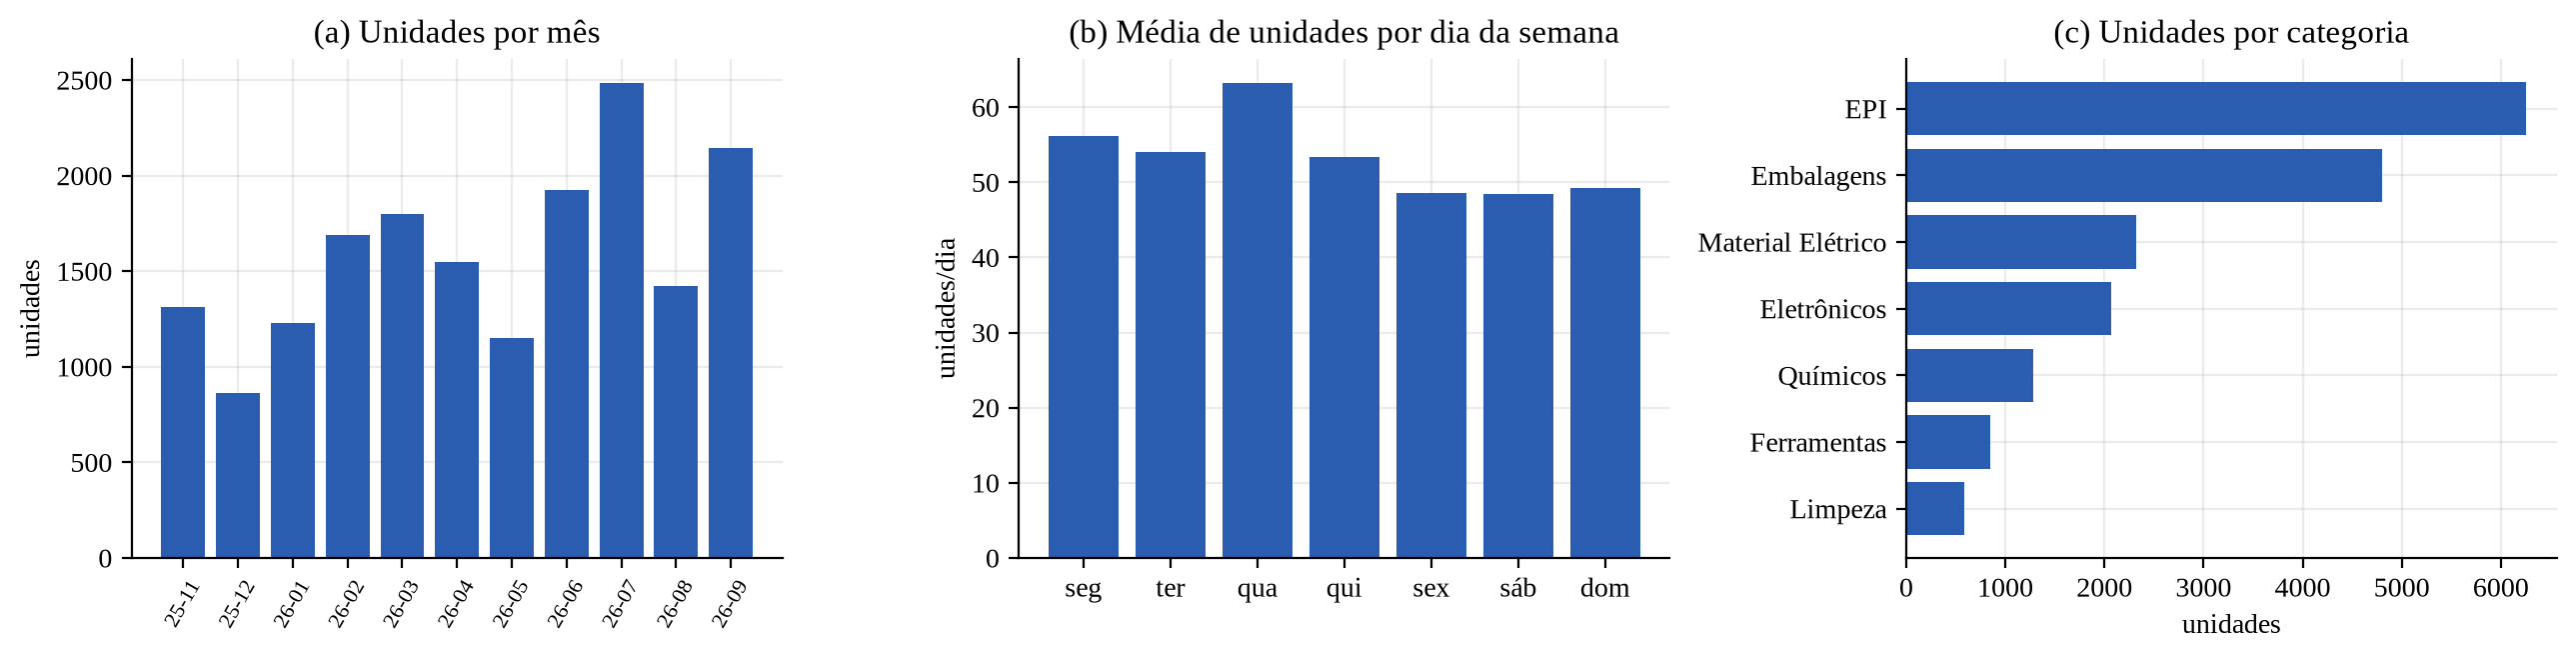 (a) Unidades por mês
unidades
2500
2000
1500
1000
500
0
25-11
25-12
26-01
26-02
26-03
26-04
26-05
26-06
26-07
26-08
26-09
(b) Média de unidades por dia da semana
unidades/dia
60
50
40
30
20
10
0
seg
ter
qua
qui
sex
sáb
dom
(c) Unidades por categoria
EPI
Embalagens
Material Elétrico
Eletrônicos
Químicos
Ferramentas
Limpeza
0
1000
2000
3000
4000
5000
6000
unidades